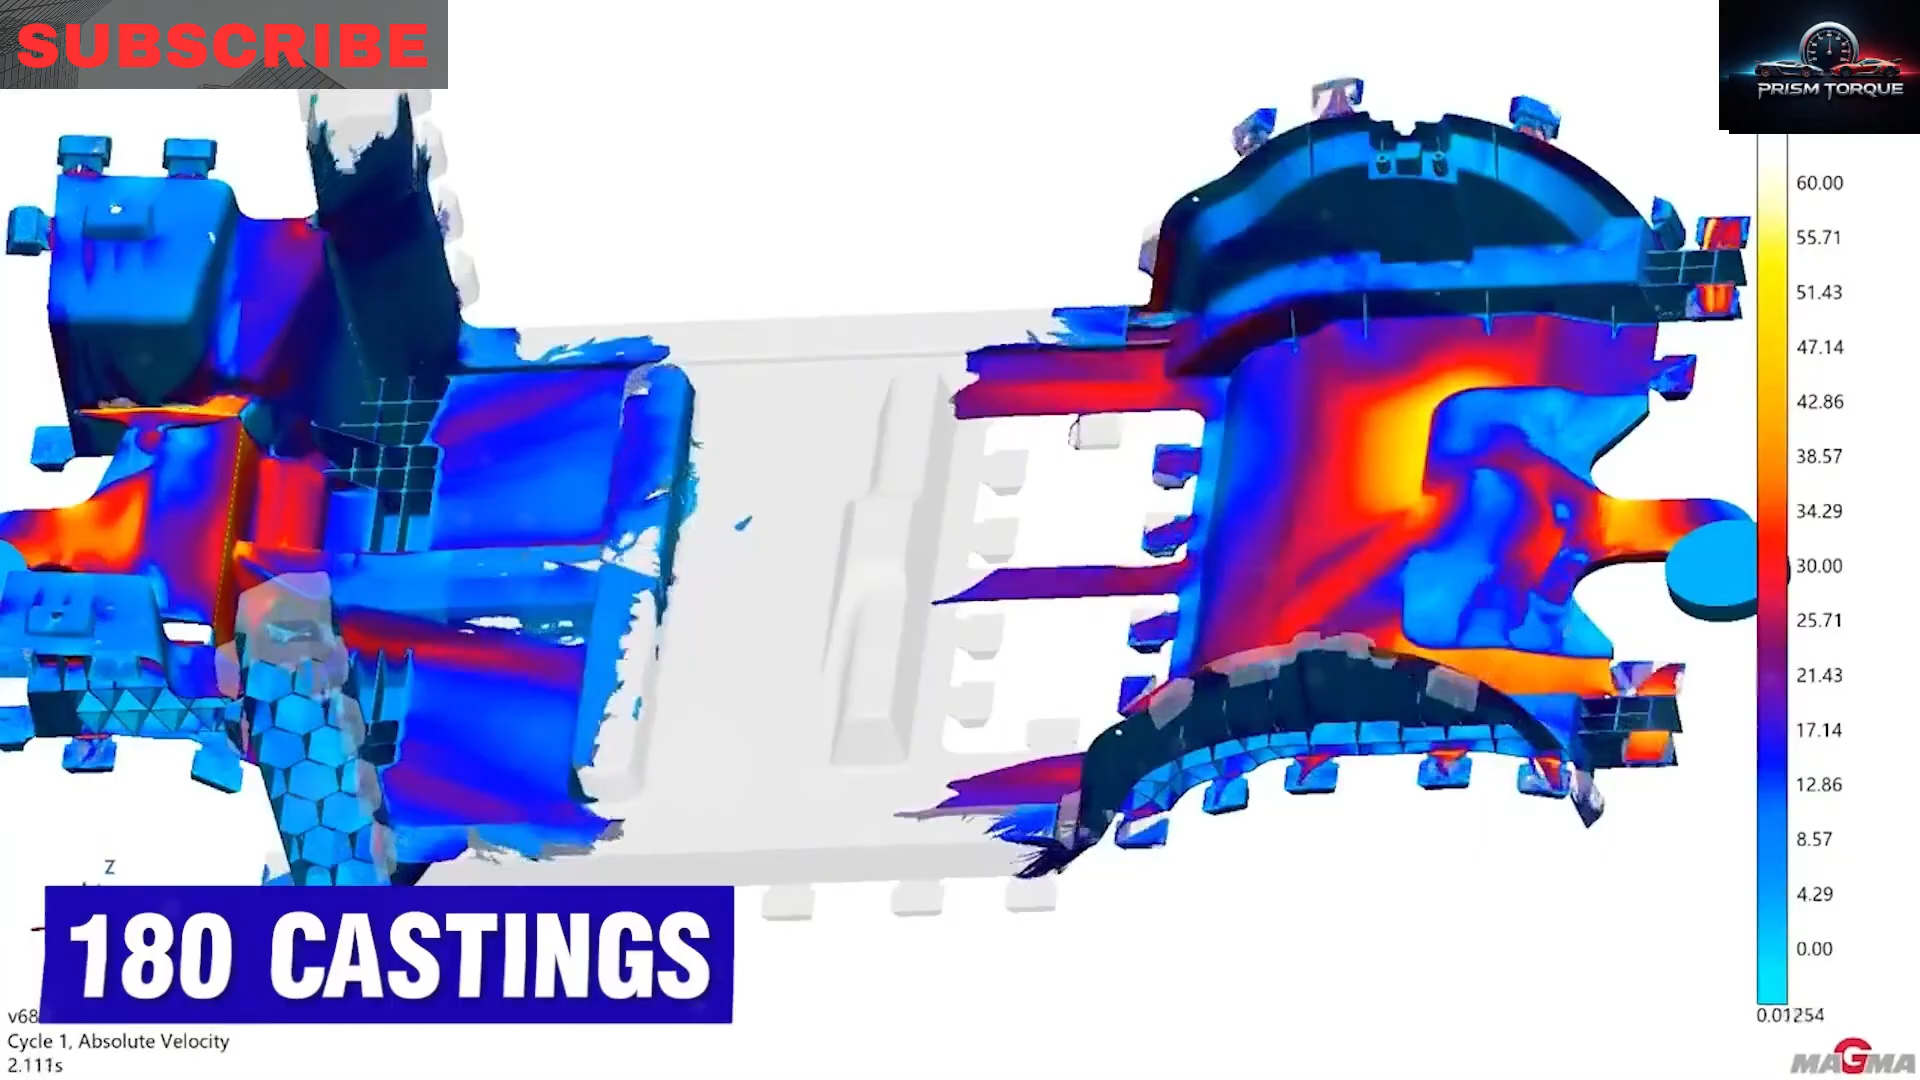 SUBSCRIBE
PRISM TORQUE
60.00
55.71
51.43
47.14
42.86
38.57
34.29
30.00
25.71
21.43
17.14
12.86
8.57
4.29
0.00
0.01254
Z
180 CASTINGS
v68
Cycle 1, Absolute Velocity
2.111s
MAGMA